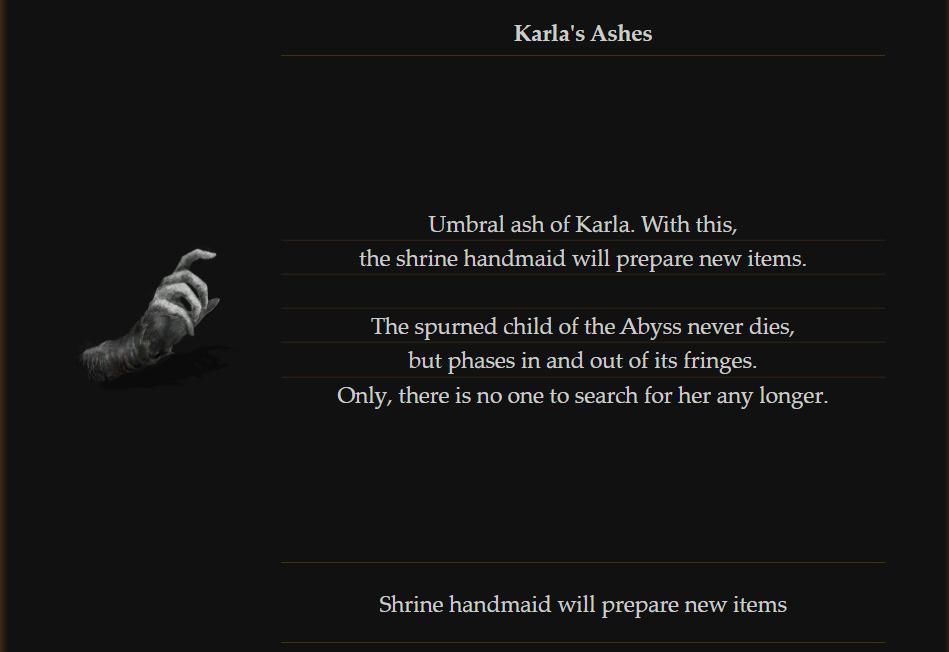 Karla's Ashes
Umbral ash of Karla. With this,
the shrine handmaid will prepare new items.
The spurned child of the Abyss never dies,
but phases in and out of its fringes.
Only, there is no one to search for her any longer.
Shrine handmaid will prepare new items